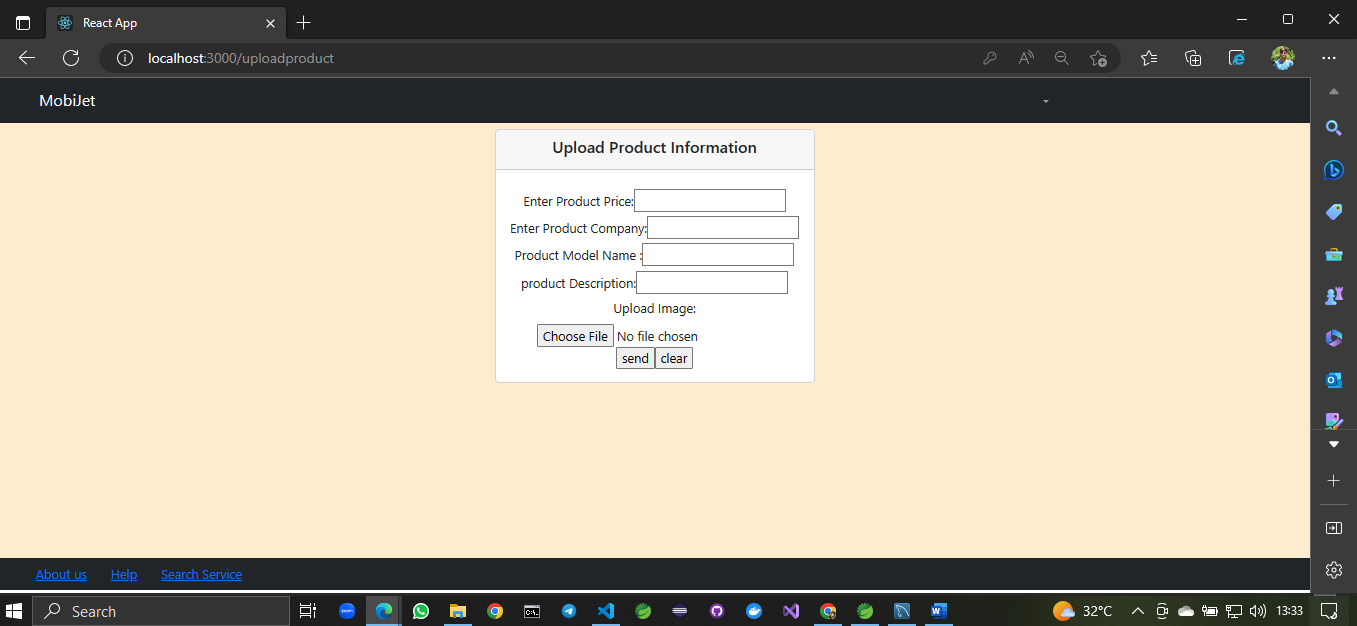 React App
localhost:3000/uploadproduct
MobiJet
Upload Product Information
Enter Product Price:
Enter Product Company:
Product Model Name :
product Description:
Upload Image:
Choose File No file chosen
send clear
About us Help Search Service
Search 32°C 13:33